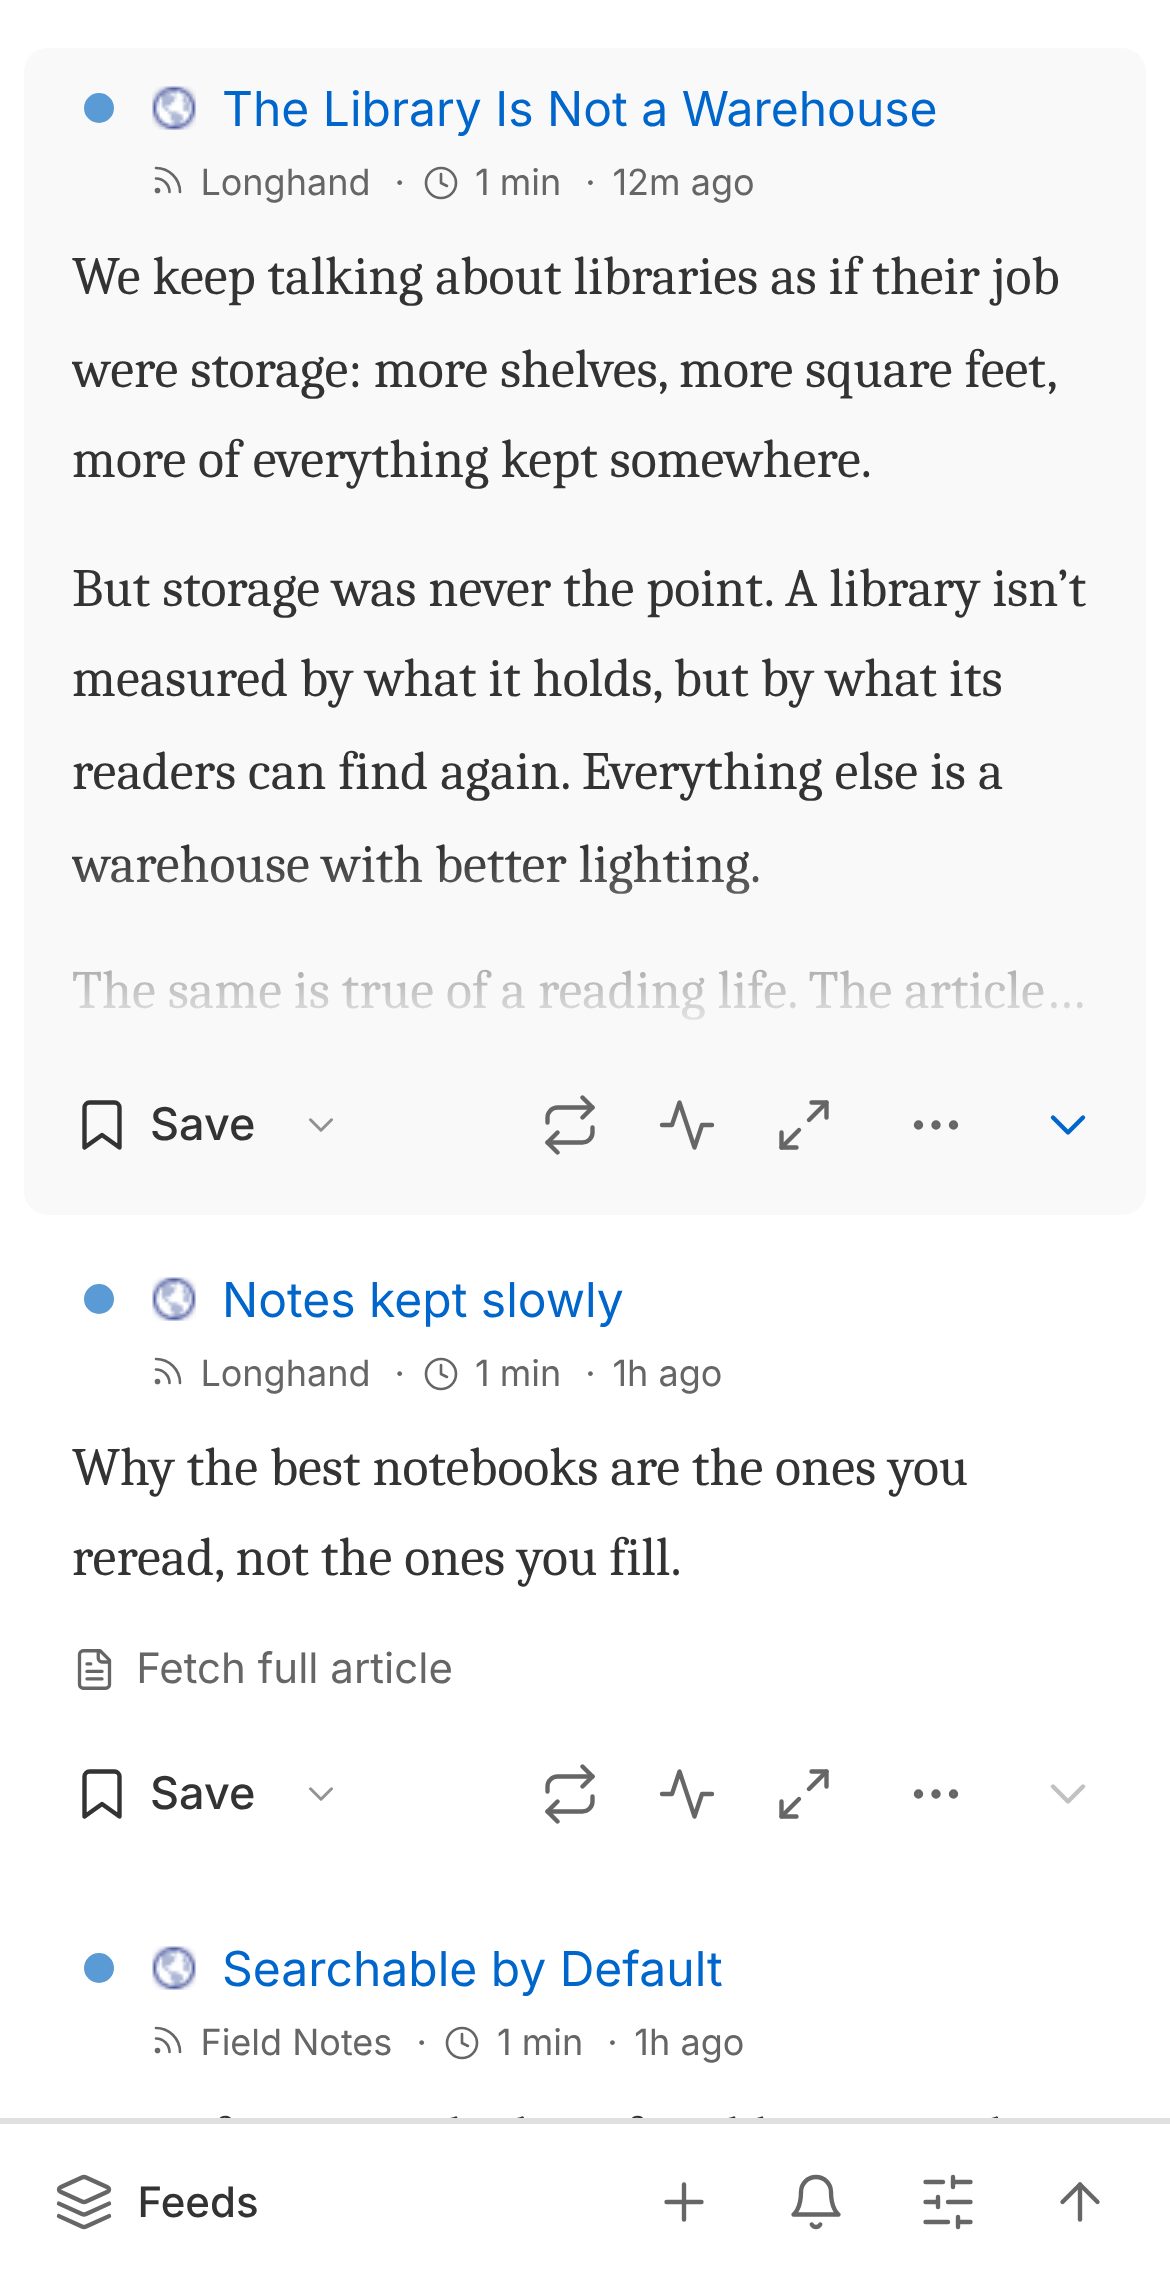 The Library Is Not a Warehouse
Longhand · 1 min · 12m ago
We keep talking about libraries as if their job
were storage: more shelves, more square feet,
more of everything kept somewhere.
But storage was never the point. A library isn’t
measured by what it holds, but by what its
readers can find again. Everything else is a
warehouse with better lighting.
The same is true of a reading life. The article…
Save
Notes kept slowly
Longhand · 1 min · 1h ago
Why the best notebooks are the ones you
reread, not the ones you fill.
Fetch full article
Save
Searchable by Default
Field Notes · 1 min · 1h ago
Feeds